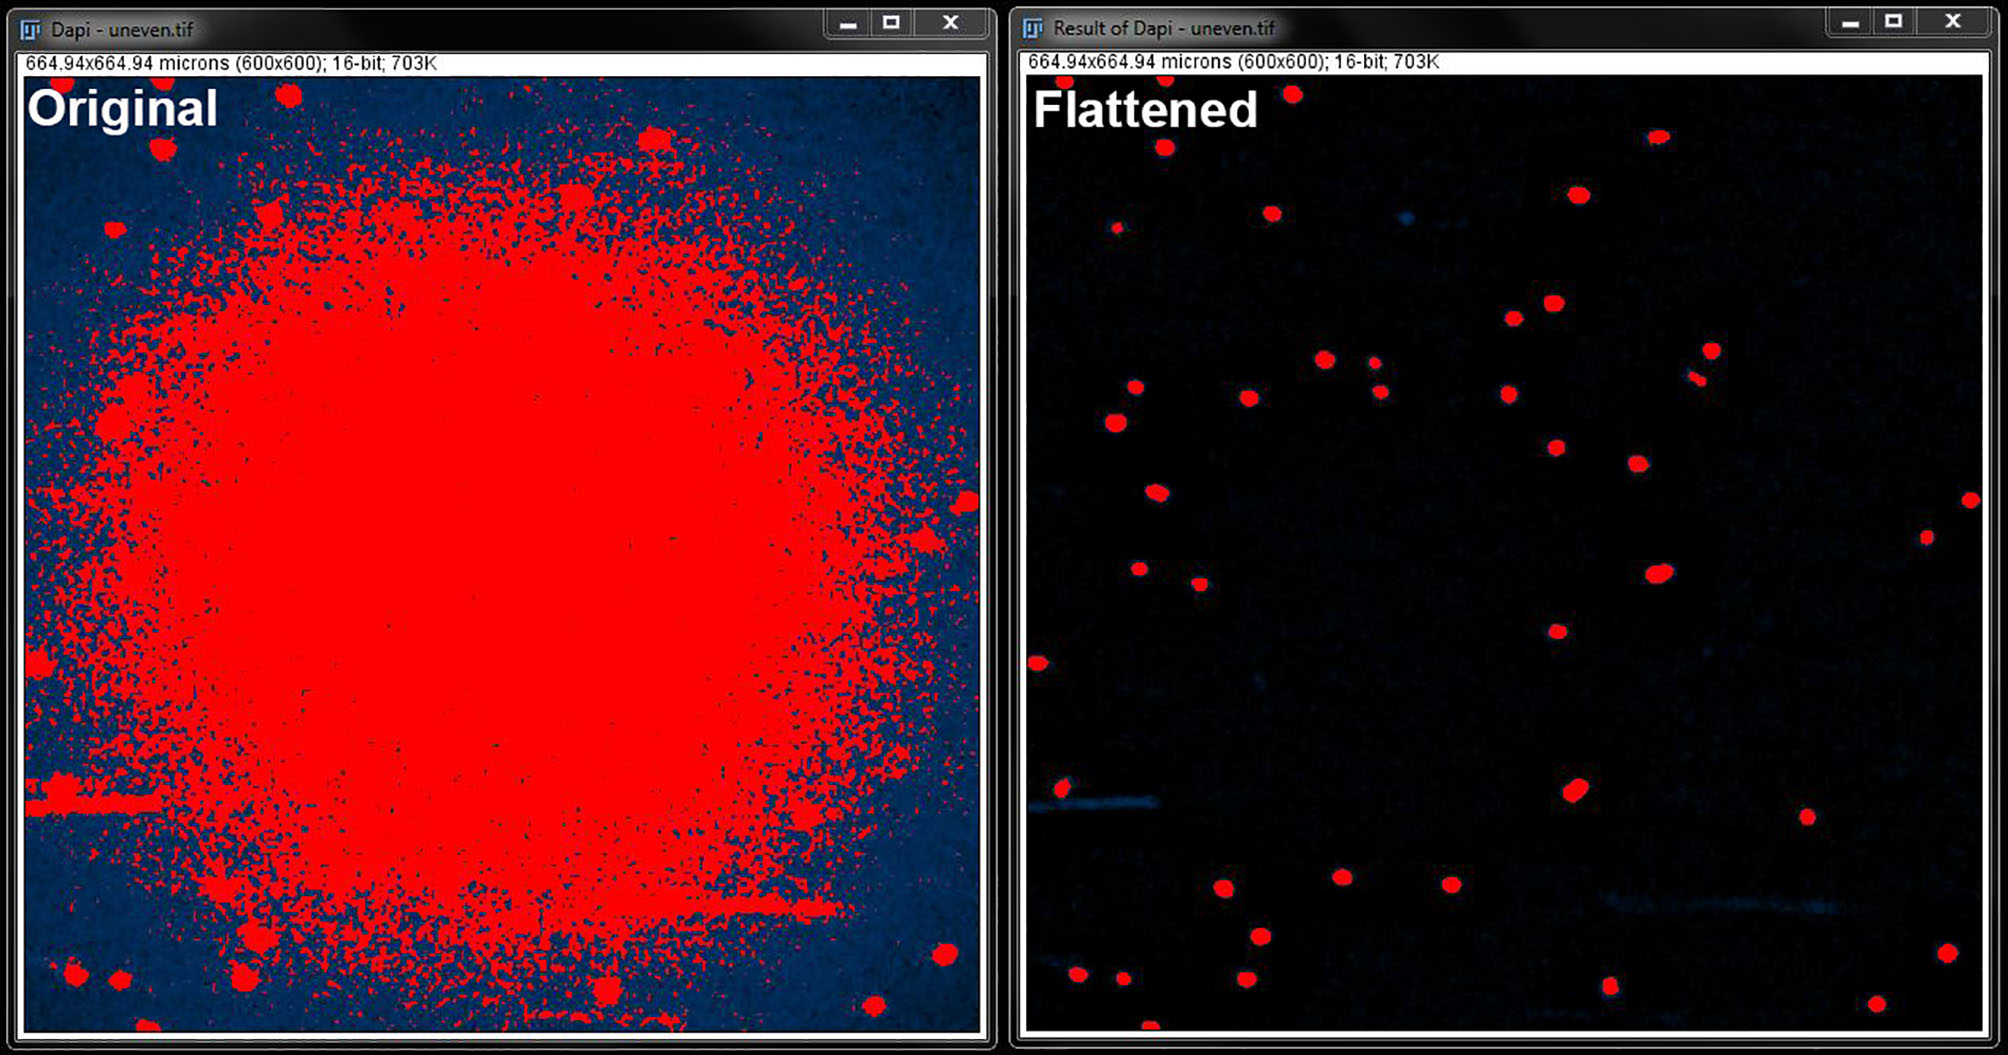 Dapi - uneven.tif
664.94x664.94 microns (600x600); 16-bit; 703K
Original
Result of Dapi - uneven.tif
664.94x664.94 microns (600x600); 16-bit; 703K
Flattened